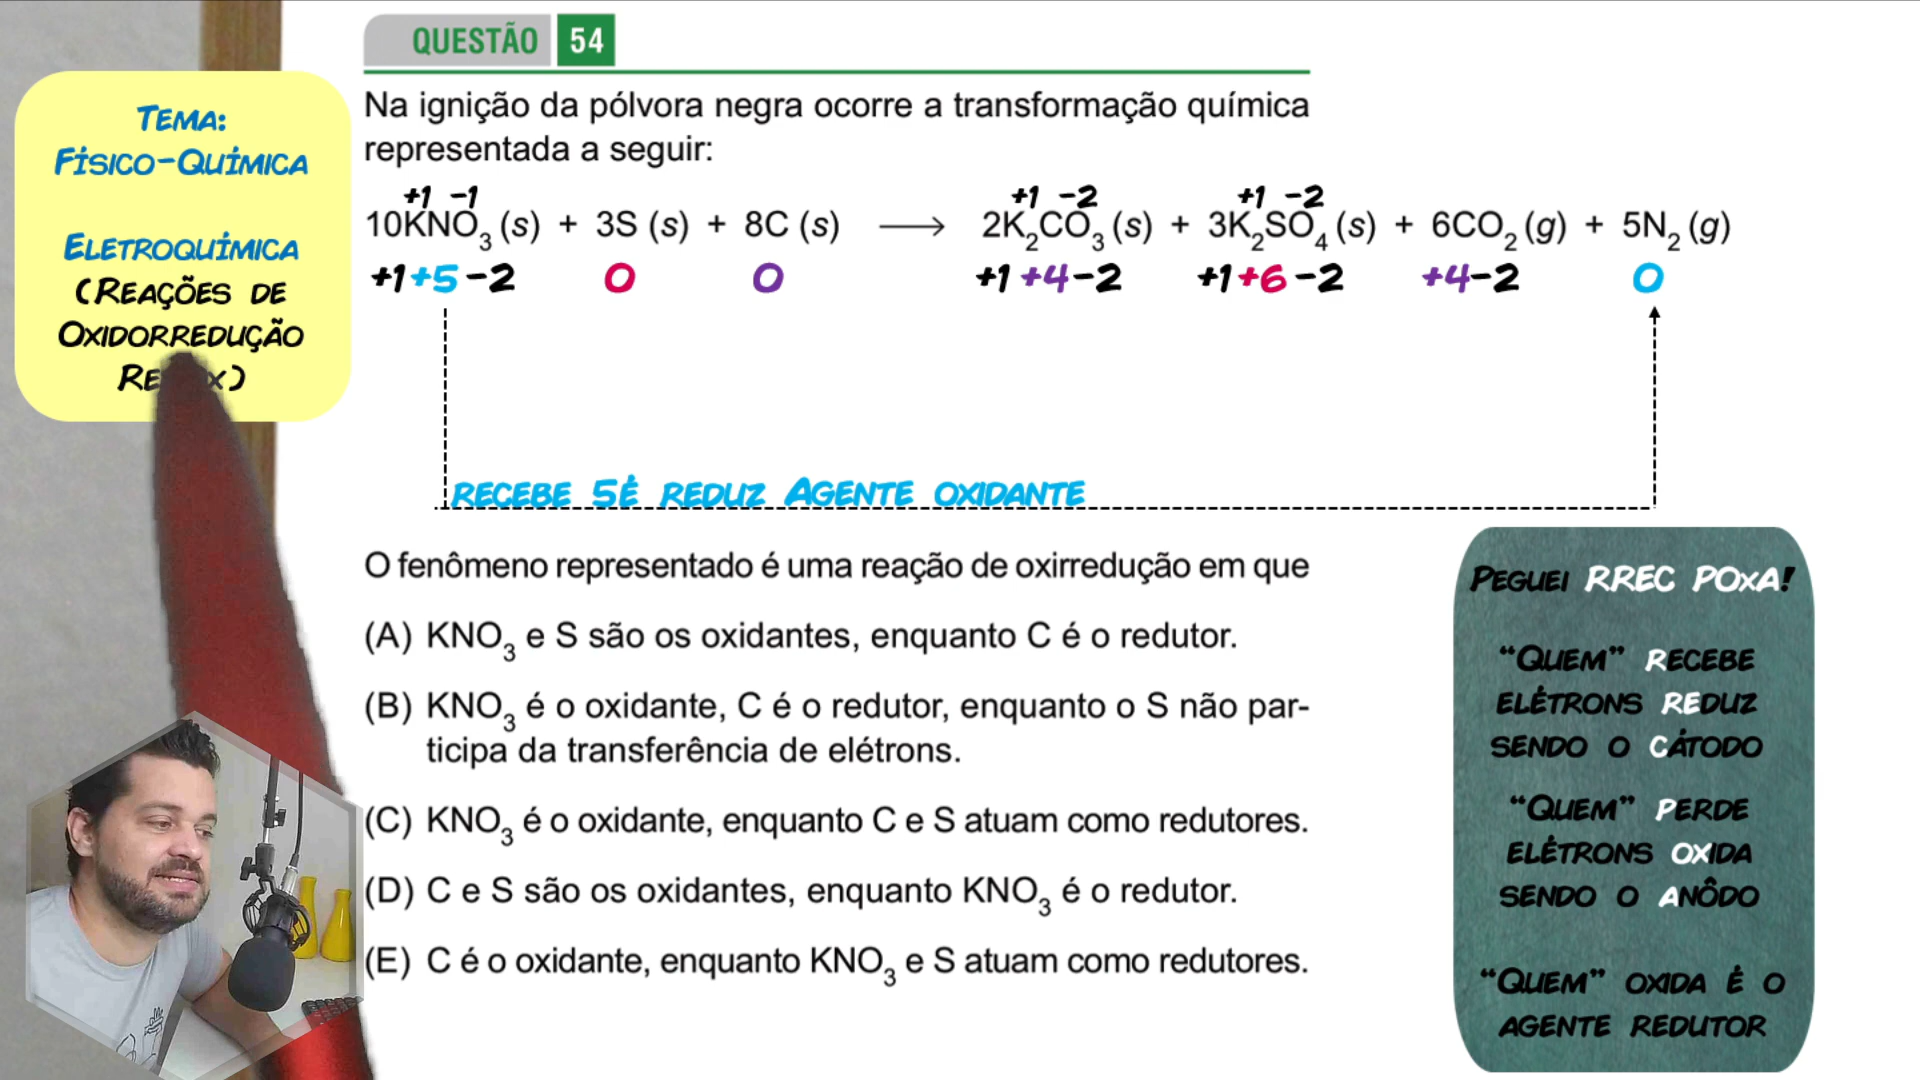 QUESTÃO 54
TEMA:
FÍSICO-QUÍMICA
ELETROQUÍMICA
(REAÇÕES DE
OXIDORREDUÇÃO
Na ignição da pólvora negra ocorre a transformação química
representada a seguir:
+1 -1 +1 -2 +1 -2
10KNO₃ (s) + 3S (s) + 8C (s) ⟶ 2K₂CO₃ (s) + 3K₂SO₄ (s) + 6CO₂ (g) + 5N₂ (g)
+1 +5 -2 0 0 +1 +4 -2 +1 +6 -2 +4 -2 0
RECEBE 5É REDUZ AGENTE OXIDANTE
O fenômeno representado é uma reação de oxirredução em que
(A) KNO₃ e S são os oxidantes, enquanto C é o redutor.
(B) KNO₃ é o oxidante, C é o redutor, enquanto o S não par-
ticipa da transferência de elétrons.
(C) KNO₃ é o oxidante, enquanto C e S atuam como redutores.
(D) C e S são os oxidantes, enquanto KNO₃ é o redutor.
(E) C é o oxidante, enquanto KNO₃ e S atuam como redutores.
PEGUEI RREC POXA!
“QUEM” RECEBE
ELÉTRONS REDUZ
SENDO O CÁTODO
“QUEM” PERDE
ELÉTRONS OXIDA
SENDO O ANÔDO
“QUEM” OXIDA É O
AGENTE REDUTOR